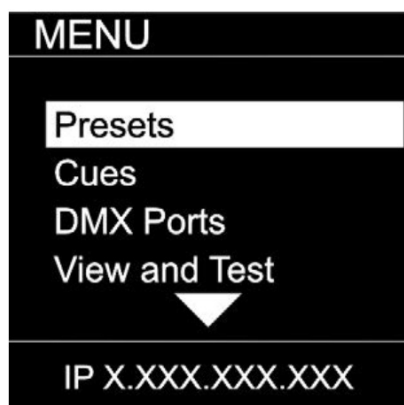 MENU
Presets
Cues
DMX Ports
View and Test
IP X.XXX.XXX.XXX